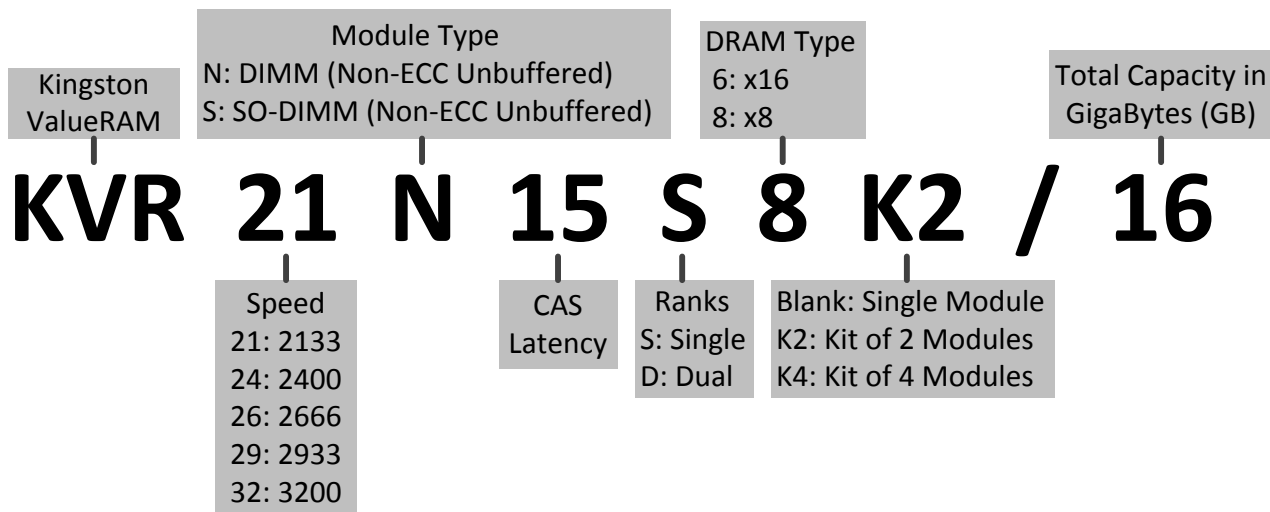 Kingston
ValueRAM
Module Type
N: DIMM (Non-ECC Unbuffered)
S: SO-DIMM (Non-ECC Unbuffered)
DRAM Type
6: x16
8: x8
Total Capacity in
GigaBytes (GB)
KVR 21 N 15 S 8 K2 / 16
Speed
21: 2133
24: 2400
26: 2666
29: 2933
32: 3200
CAS
Latency
Ranks
S: Single
D: Dual
Blank: Single Module
K2: Kit of 2 Modules
K4: Kit of 4 Modules